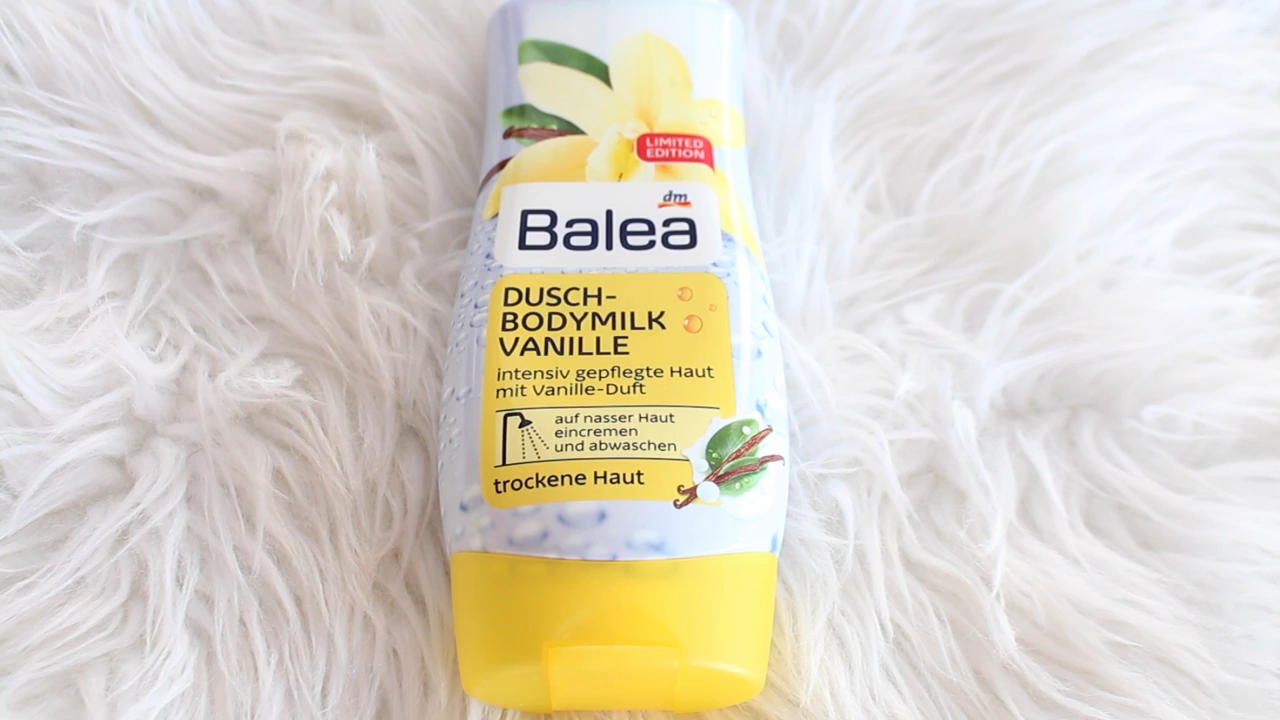 LIMITED
EDITION
dm
Balea
DUSCH-
BODYMILK
VANILLE
intensiv gepflegte Haut
mit Vanille-Duft
auf nasser Haut
eincremen
und abwaschen
trockene Haut